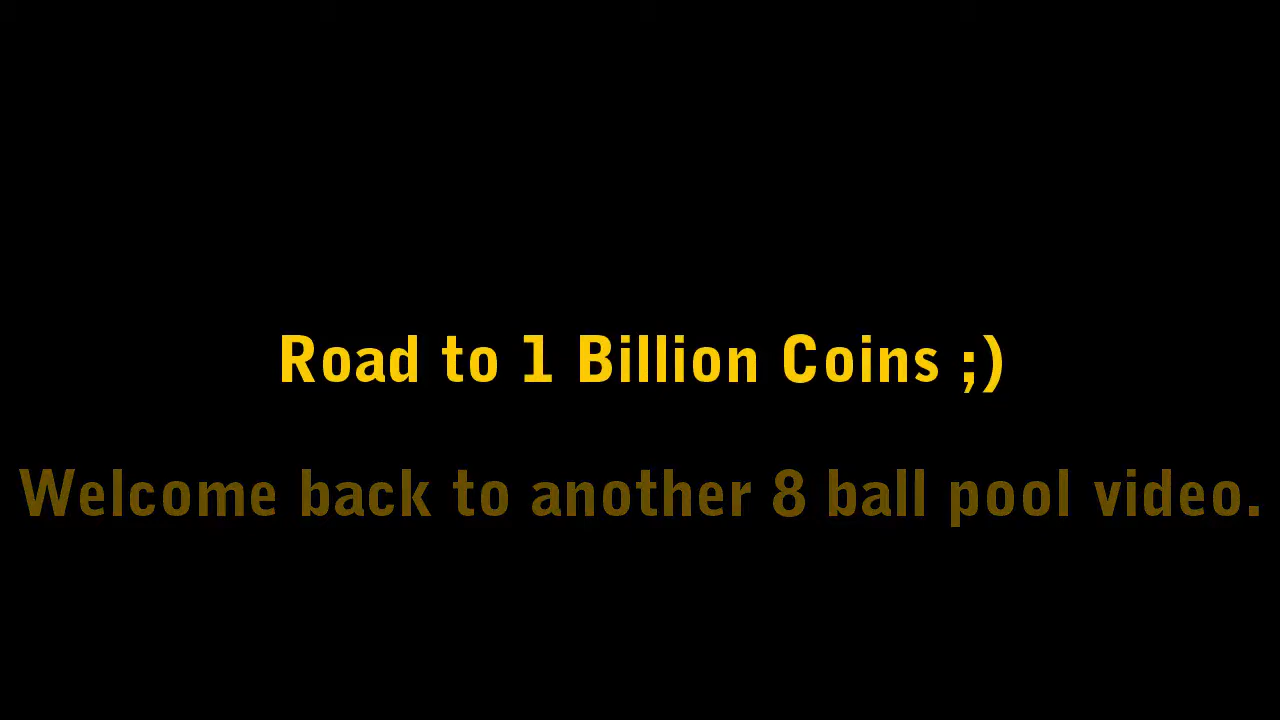 Road to 1 Billion Coins ;)
Welcome back to another 8 ball pool video.